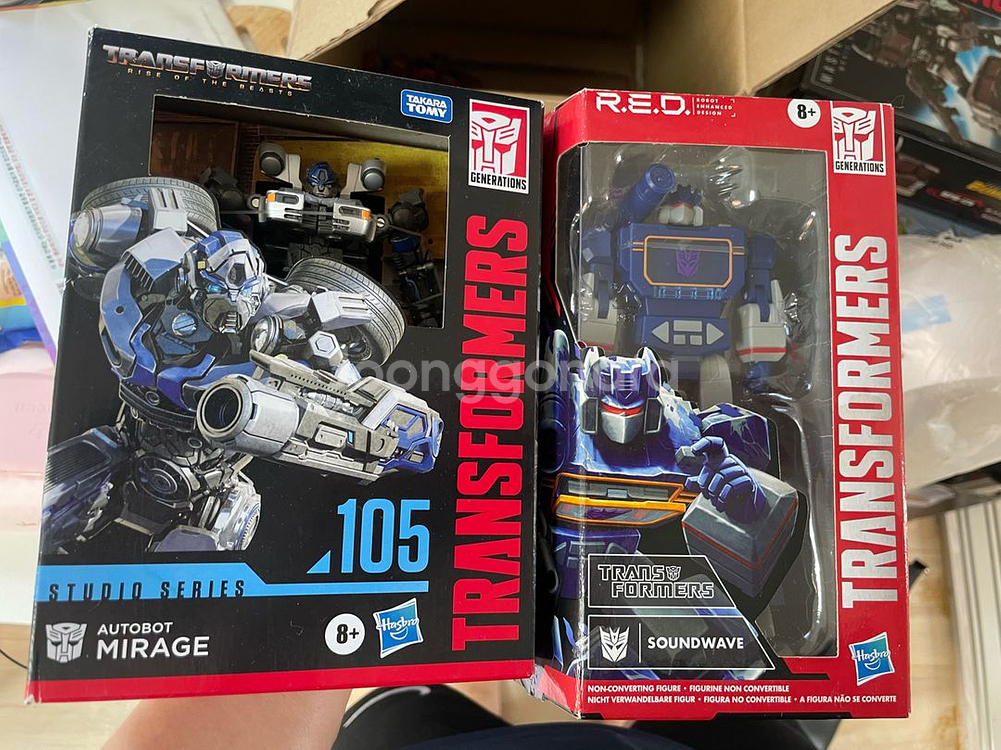 TRANSFORMERS
RISE OF THE BEASTS
TAKARA
TOMY
GENERATIONS
TRANSFORMERS
105
STUDIO SERIES
AUTOBOT
MIRAGE
8+
Hasbro
R.E.D.
ROBOT
ENHANCED
DESIGN
8+
GENERATIONS
TRANSFORMERS
TRANS
FORMERS
SOUNDWAVE
Hasbro
NON-CONVERTING FIGURE • FIGURINE NON CONVERTIBLE
NICHT VERWANDELBARE FIGUR • FIGURA NO CONVERTIBLE • A FIGURA NÃO SE CONVERTE
joonggonara